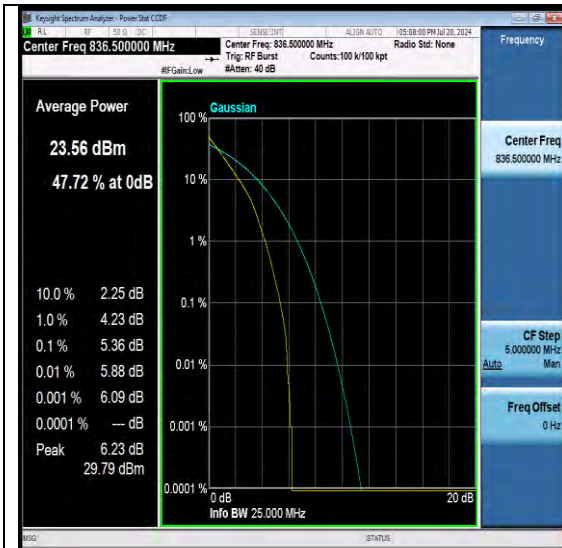 Keysight Spectrum Analyzer - Power Stat CCDF
RL RF 50 Ω DC SENSE:INT ALIGN AUTO 05:08:00 PM Jul 20, 2024
Center Freq 836.500000 MHz
Center Freq: 836.500000 MHz Radio Std: None
Trig: RF Burst Counts:100 k/100 kpt
#IFGain:Low #Atten: 40 dB
Frequency
Center Freq
836.500000 MHz
CF Step
5.000000 MHz
Auto Man
Freq Offset
0 Hz
Average Power
23.56 dBm
47.72 % at 0dB
10.0 % 2.25 dB
1.0 % 4.23 dB
0.1 % 5.36 dB
0.01 % 5.88 dB
0.001 % 6.09 dB
0.0001 % --- dB
Peak 6.23 dB
29.79 dBm
Gaussian
100 %
10 %
1 %
0.1 %
0.01 %
0.001 %
0.0001 %
0 dB 20 dB
Info BW 25.000 MHz
MSG STATUS